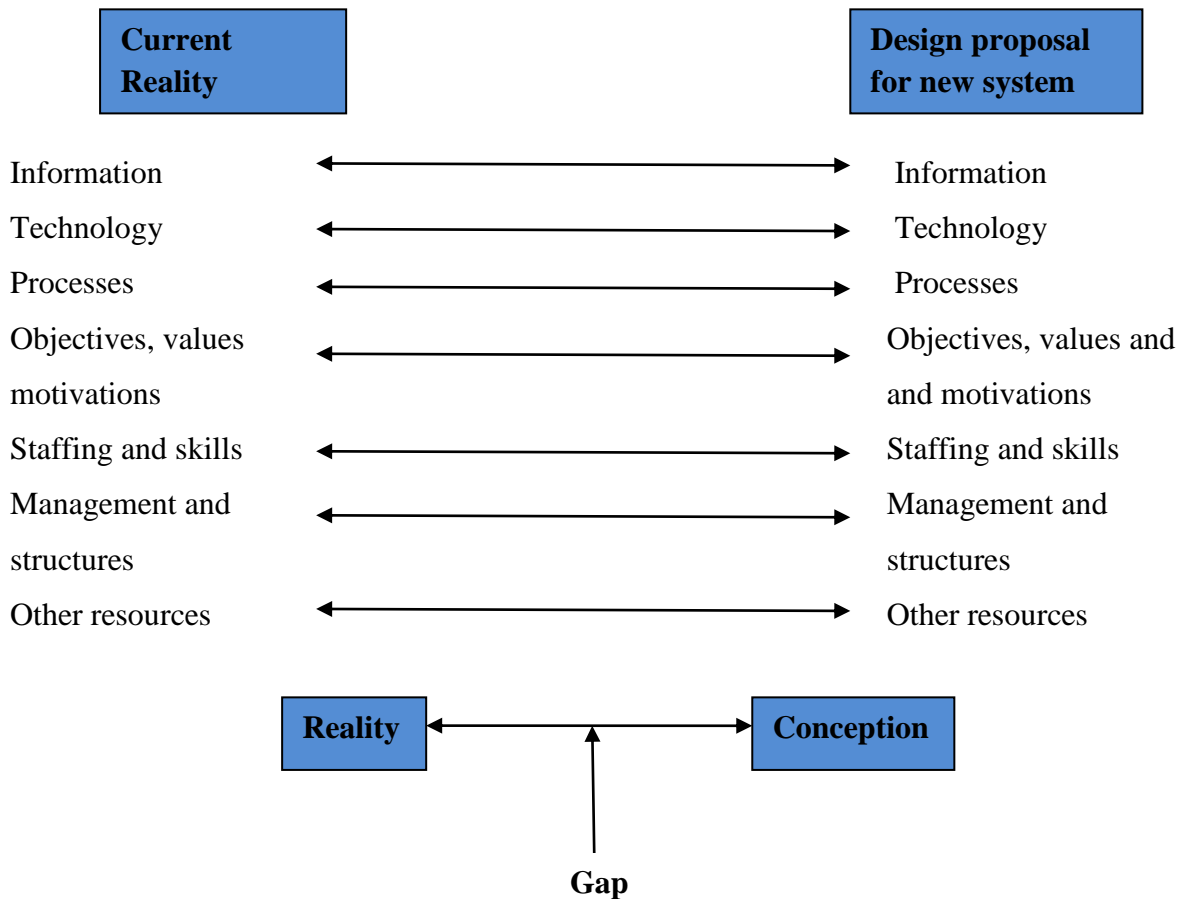 Current
Reality
Design proposal
for new system
Information
Information
Technology
Technology
Processes
Processes
Objectives, values
Objectives, values and
motivations
and motivations
Staffing and skills
Staffing and skills
Management and
Management and
structures
structures
Other resources
Other resources
Reality
Conception
Gap